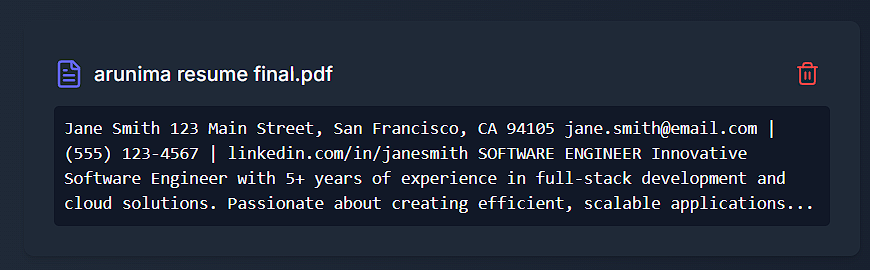 arunima resume final.pdf
Jane Smith 123 Main Street, San Francisco, CA 94105 jane.smith@email.com |
(555) 123-4567 | linkedin.com/in/janesmith SOFTWARE ENGINEER Innovative
Software Engineer with 5+ years of experience in full-stack development and
cloud solutions. Passionate about creating efficient, scalable applications...